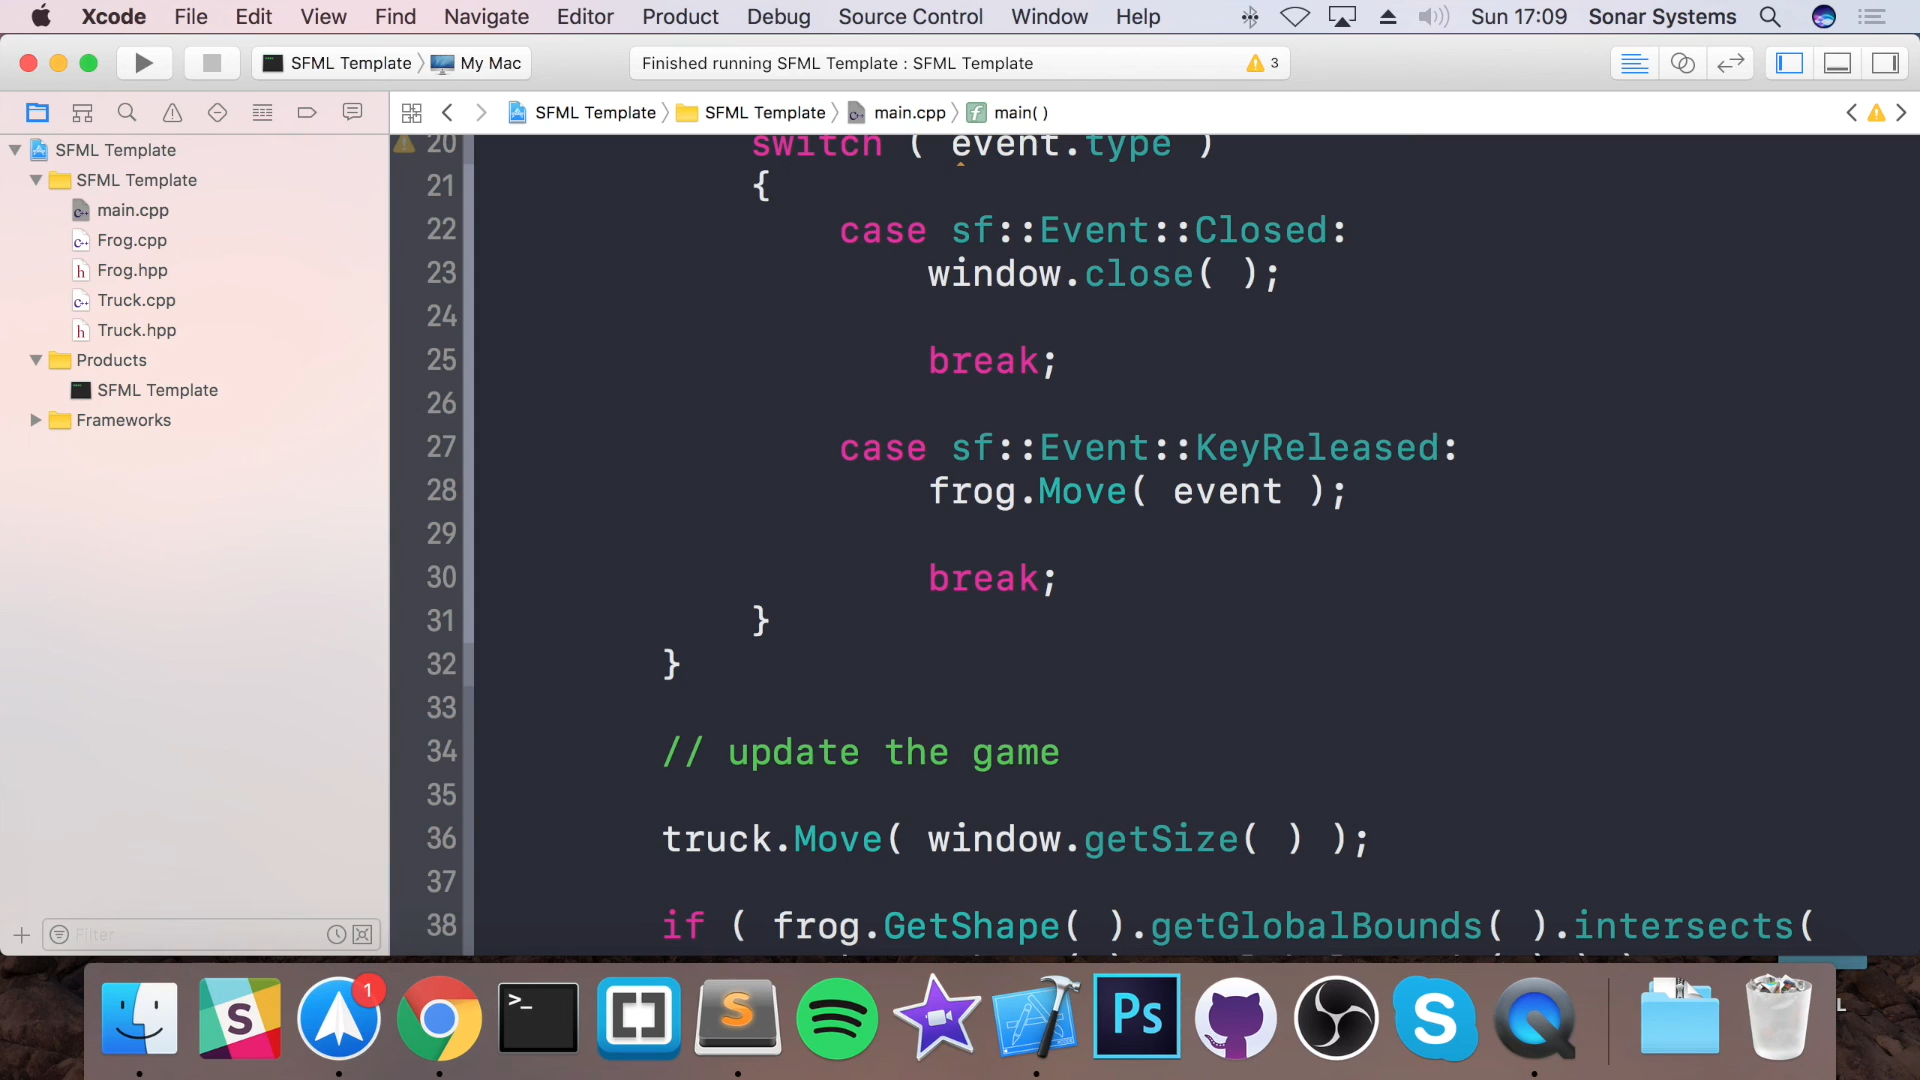 Xcode File Edit View Find Navigate Editor Product Debug Source Control Window Help Sun 17:09 Sonar Systems
SFML Template My Mac Finished running SFML Template : SFML Template 3
SFML Template SFML Template main.cpp main( )
SFML Template
SFML Template
main.cpp
Frog.cpp
Frog.hpp
Truck.cpp
Truck.hpp
Products
SFML Template
Frameworks
Filter
20 switch ( event.type )
21 {
22 case sf::Event::Closed:
23 window.close( );
24
25 break;
26
27 case sf::Event::KeyReleased:
28 frog.Move( event );
29
30 break;
31 }
32 }
33
34 // update the game
35
36 truck.Move( window.getSize( ) );
37
38 if ( frog.GetShape( ).getGlobalBounds( ).intersects(
1
S
>_
S
Ps
S